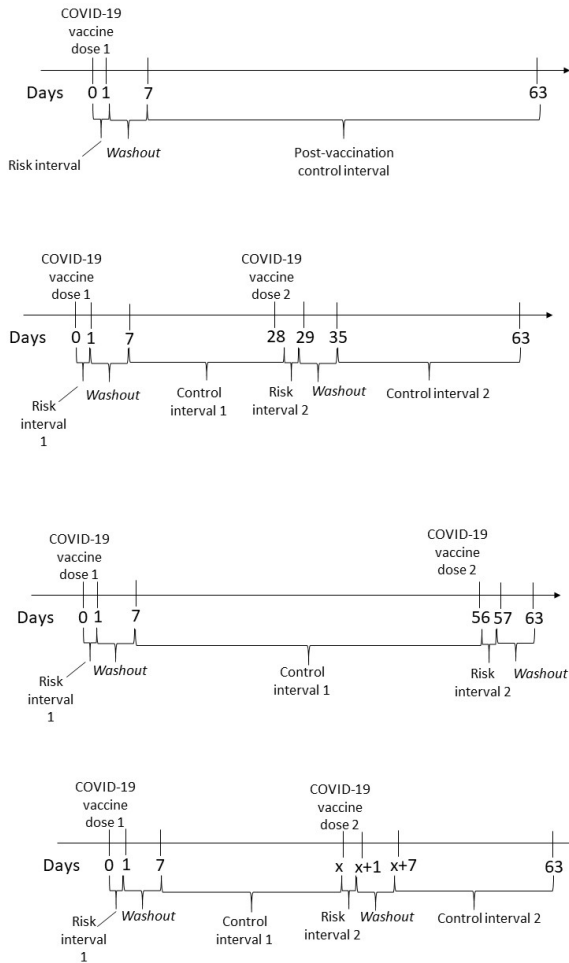 COVID-19
vaccine
dose 1
Days 0 1 7 63
Risk interval
Washout
Post-vaccination
control interval
COVID-19
vaccine
dose 1
COVID-19
vaccine
dose 2
Days 0 1 7 28 29 35 63
Risk
interval
1
Washout
Control
interval 1
Risk
interval 2
Washout
Control interval 2
COVID-19
vaccine
dose 1
COVID-19
vaccine
dose 2
Days 0 1 7 56 57 63
Risk
interval
1
Washout
Control
interval 1
Risk
interval 2
Washout
COVID-19
vaccine
dose 1
COVID-19
vaccine
dose 2
Days 0 1 7 x x+1 x+7 63
Risk
interval
1
Washout
Control
interval 1
Risk
interval 2
Washout
Control interval 2